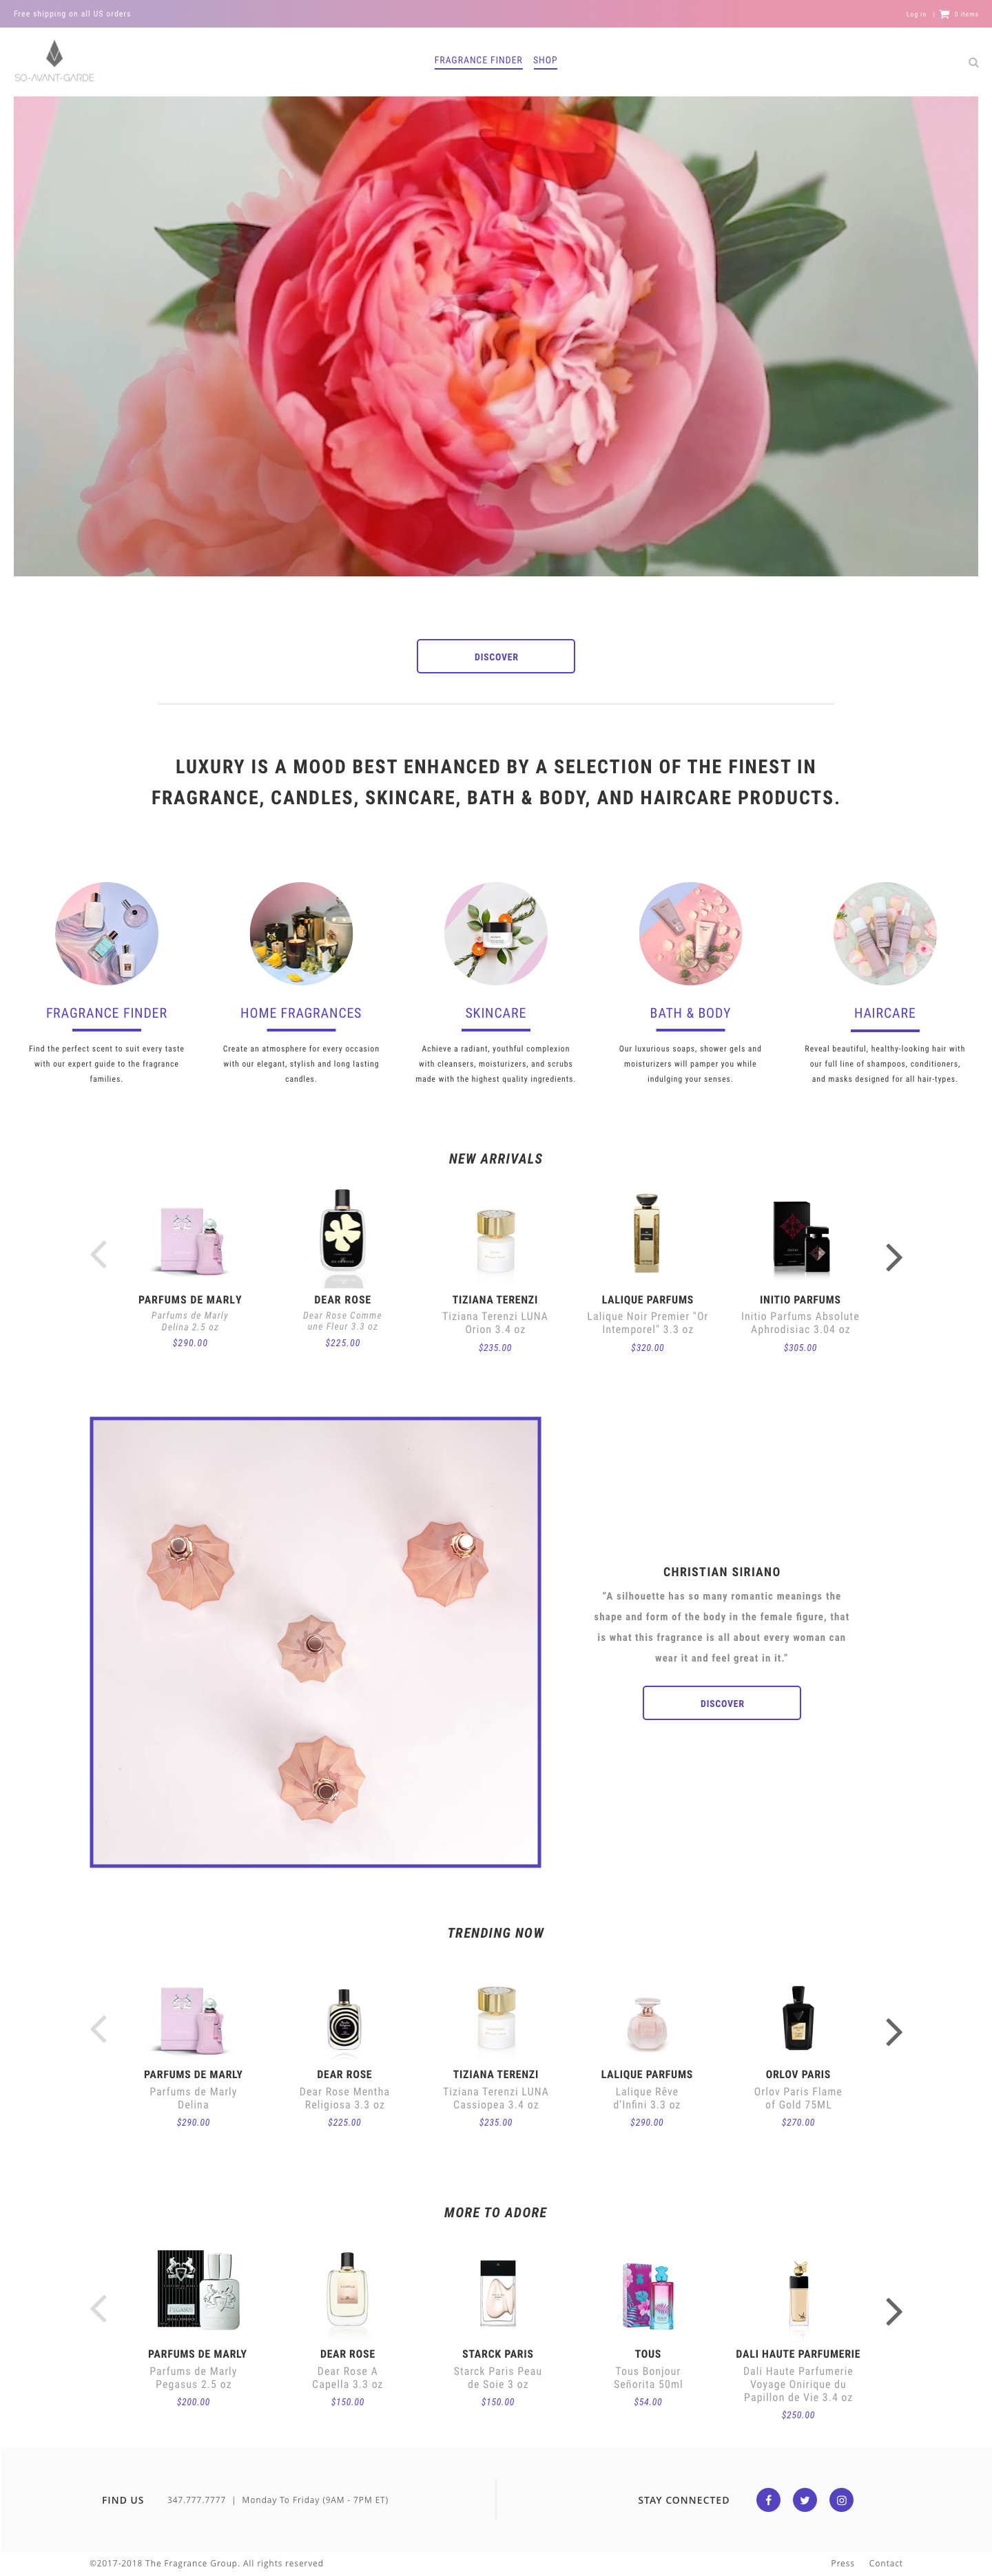 Free shipping on all US orders
Log in | 0 items
SO-AVANT-GARDE
FRAGRANCE FINDER SHOP
DISCOVER
LUXURY IS A MOOD BEST ENHANCED BY A SELECTION OF THE FINEST IN
FRAGRANCE, CANDLES, SKINCARE, BATH & BODY, AND HAIRCARE PRODUCTS.
FRAGRANCE FINDER
Find the perfect scent to suit every taste
with our expert guide to the fragrance
families.
HOME FRAGRANCES
Create an atmosphere for every occasion
with our elegant, stylish and long lasting
candles.
SKINCARE
Achieve a radiant, youthful complexion
with cleansers, moisturizers, and scrubs
made with the highest quality ingredients.
BATH & BODY
Our luxurious soaps, shower gels and
moisturizers will pamper you while
indulging your senses.
HAIRCARE
Reveal beautiful, healthy-looking hair with
our full line of shampoos, conditioners,
and masks designed for all hair-types.
NEW ARRIVALS
PARFUMS DE MARLY
Parfums de Marly
Delina 2.5 oz
$290.00
DEAR ROSE
Dear Rose Comme
une Fleur 3.3 oz
$225.00
TIZIANA TERENZI
Tiziana Terenzi LUNA
Orion 3.4 oz
$235.00
LALIQUE PARFUMS
Lalique Noir Premier "Or
Intemporel" 3.3 oz
$320.00
INITIO PARFUMS
Initio Parfums Absolute
Aphrodisiac 3.04 oz
$305.00
CHRISTIAN SIRIANO
“A silhouette has so many romantic meanings the
shape and form of the body in the female figure, that
is what this fragrance is all about every woman can
wear it and feel great in it.”
DISCOVER
TRENDING NOW
PARFUMS DE MARLY
Parfums de Marly
Delina
$290.00
DEAR ROSE
Dear Rose Mentha
Religiosa 3.3 oz
$225.00
TIZIANA TERENZI
Tiziana Terenzi LUNA
Cassiopea 3.4 oz
$235.00
LALIQUE PARFUMS
Lalique Rêve
d'Infini 3.3 oz
$290.00
ORLOV PARIS
Orlov Paris Flame
of Gold 75ML
$270.00
MORE TO ADORE
PEGASUS
PARFUMS DE MARLY
Parfums de Marly
Pegasus 2.5 oz
$200.00
DEAR ROSE
Dear Rose A
Capella 3.3 oz
$150.00
STARCK PARIS
Starck Paris Peau
de Soie 3 oz
$150.00
TOUS
Tous Bonjour
Señorita 50ml
$54.00
DALI HAUTE PARFUMERIE
Dali Haute Parfumerie
Voyage Onirique du
Papillon de Vie 3.4 oz
$250.00
FIND US 347.777.7777 | Monday To Friday (9AM - 7PM ET)
STAY CONNECTED
©2017-2018 The Fragrance Group. All rights reserved
Press Contact